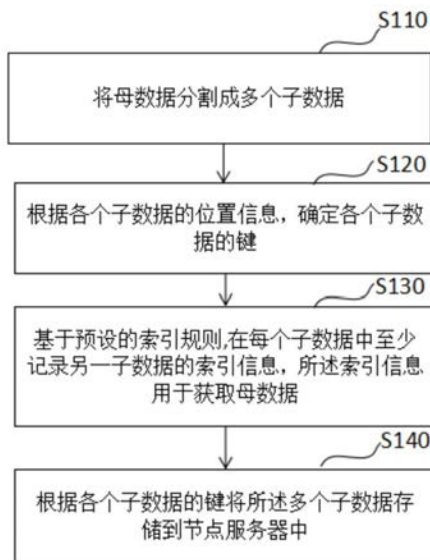 S110
将母数据分割成多个子数据
S120
根据各个子数据的位置信息，确定各个子数
据的键
S130
基于预设的索引规则,在每个子数据中至少
记录另一子数据的索引信息，所述索引信息
用于获取母数据
S140
根据各个子数据的键将所述多个子数据存
储到节点服务器中